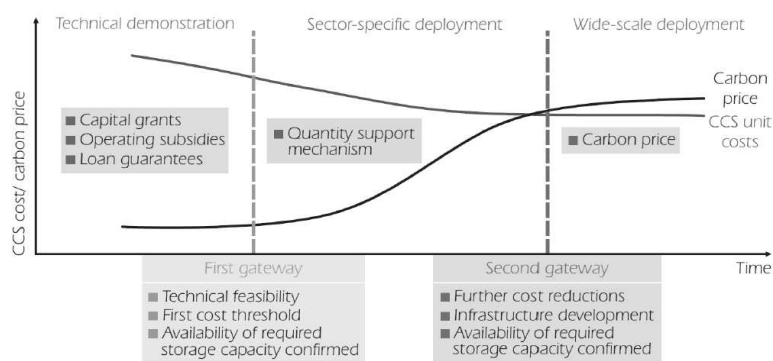 Technical demonstration
Sector-specific deployment
Wide-scale deployment
CCS cost/ carbon price
Capital grants
Operating subsidies
Loan guarantees
Quantity support
mechanism
Carbon price
Carbon
price
CCS unit
costs
First gateway
Technical feasibility
First cost threshold
Availability of required
storage capacity confirmed
Second gateway
Further cost reductions
Infrastructure development
Availability of required
storage capacity confirmed
Time